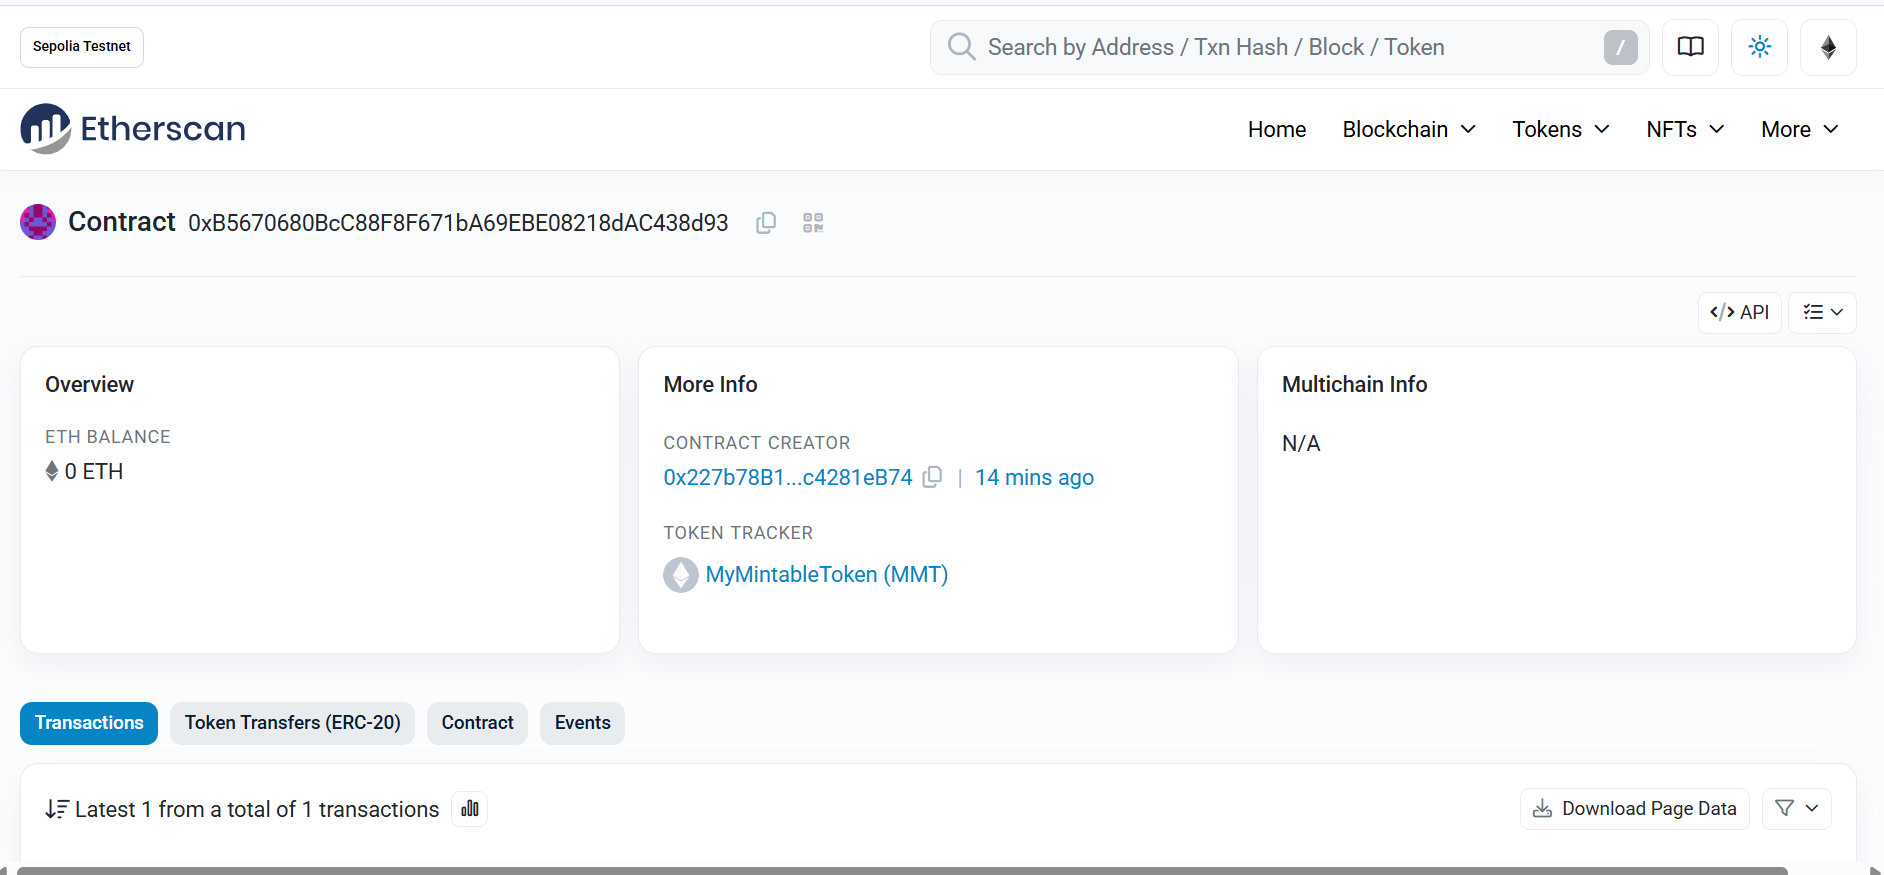 Sepolia Testnet
Search by Address / Txn Hash / Block / Token
/
Etherscan
Home
Blockchain
Tokens
NFTs
More
Contract 0xB5670680BcC88F8F671bA69EBE08218dAC438d93
</> API
Overview
ETH BALANCE
0 ETH
More Info
CONTRACT CREATOR
0x227b78B1...c4281eB74 | 14 mins ago
TOKEN TRACKER
MyMintableToken (MMT)
Multichain Info
N/A
Transactions
Token Transfers (ERC-20)
Contract
Events
Latest 1 from a total of 1 transactions
Download Page Data